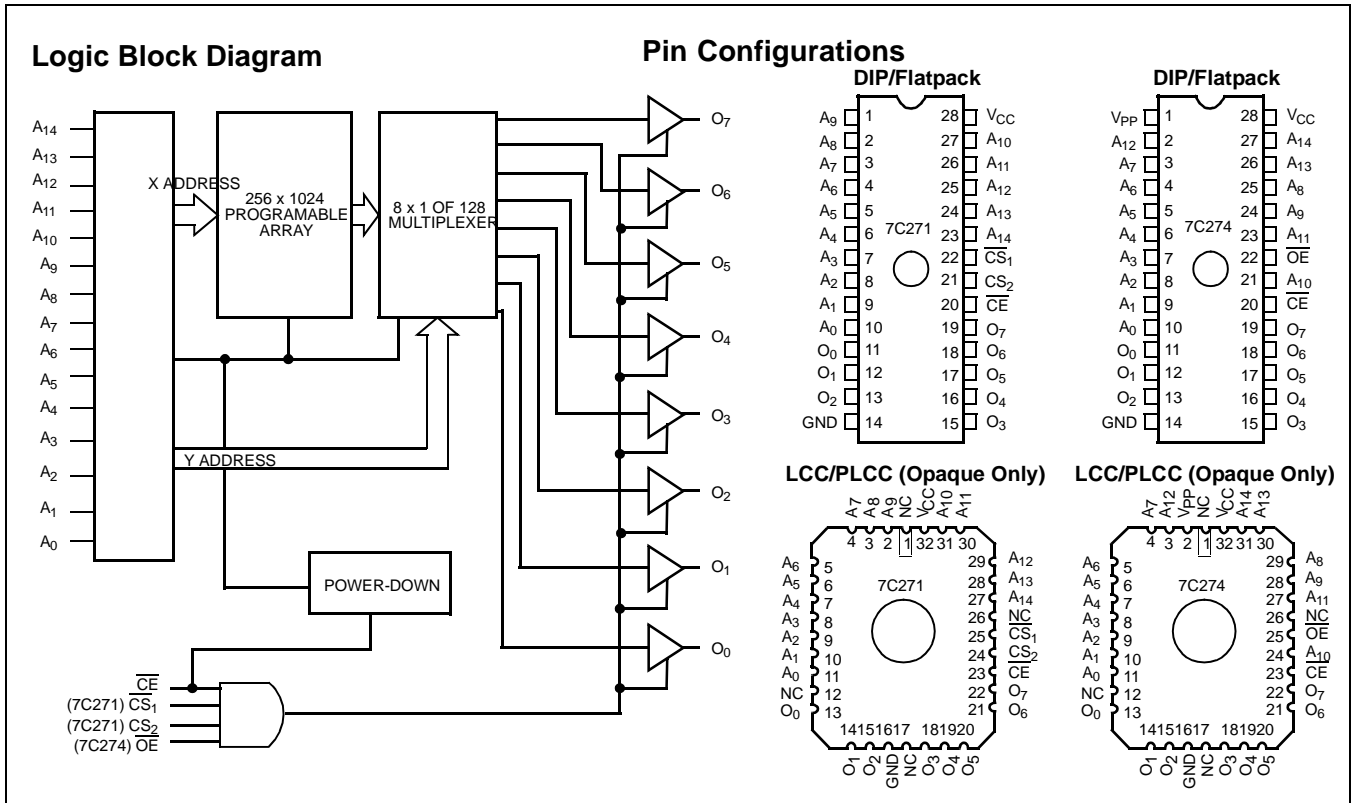 Logic Block Diagram
A14
A13
A12
A11
A10
A9
A8
A7
A6
A5
A4
A3
A2
A1
A0
X ADDRESS
256 x 1024
PROGRAMABLE
ARRAY
8 x 1 OF 128
MULTIPLEXER
Y ADDRESS
POWER-DOWN
CE
(7C271) CS1
(7C271) CS2
(7C274) OE
O7
O6
O5
O4
O3
O2
O1
O0
Pin Configurations
DIP/Flatpack
7C271
A9 1 28 VCC
A8 2 27 A10
A7 3 26 A11
A6 4 25 A12
A5 5 24 A13
A4 6 23 A14
A3 7 22 CS1
A2 8 21 CS2
A1 9 20 CE
A0 10 19 O7
O0 11 18 O6
O1 12 17 O5
O2 13 16 O4
GND 14 15 O3
DIP/Flatpack
7C274
VPP 1 28 VCC
A12 2 27 A14
A7 3 26 A13
A6 4 25 A8
A5 5 24 A9
A4 6 23 A11
A3 7 22 OE
A2 8 21 A10
A1 9 20 CE
A0 10 19 O7
O0 11 18 O6
O1 12 17 O5
O2 13 16 O4
GND 14 15 O3
LCC/PLCC (Opaque Only)
A7 A8 A9 NC VCC A10 A11
4 3 2 1 32 31 30
7C271
A6 5 29 A12
A5 6 28 A13
A4 7 27 A14
A3 8 26 NC
A2 9 25 CS1
A1 10 24 CS2
A0 11 23 CE
NC 12 22 O7
O0 13 21 O6
14 15 16 17 18 19 20
O1 O2 GND NC O3 O4 O5
LCC/PLCC (Opaque Only)
A7 A12 VPP NC VCC A14 A13
4 3 2 1 32 31 30
7C274
A6 5 29 A8
A5 6 28 A9
A4 7 27 A11
A3 8 26 NC
A2 9 25 OE
A1 10 24 A10
A0 11 23 CE
NC 12 22 O7
O0 13 21 O6
14 15 16 17 18 19 20
O1 O2 GND NC O3 O4 O5